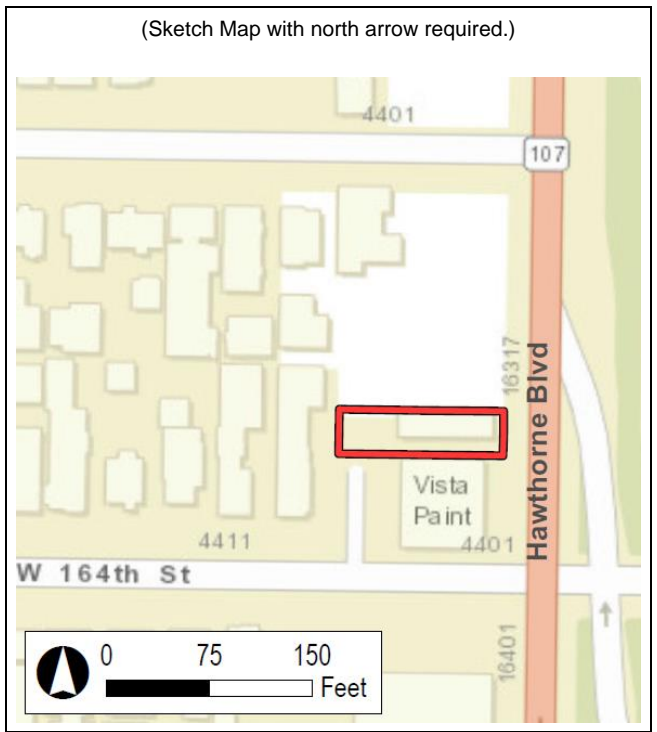 (Sketch Map with north arrow required.)
4401
107
16317
Hawthorne Blvd
Vista
Paint
4411
4401
W 164th St
16401
0 75 150
Feet